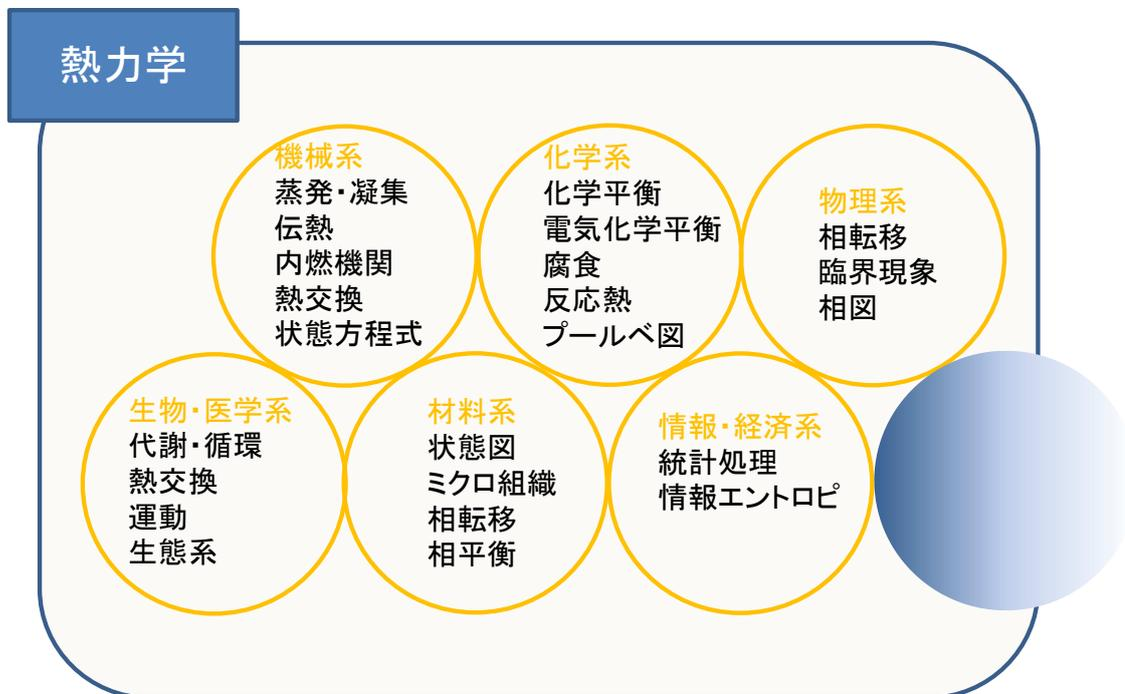 熱力学
機械系
蒸発・凝集
伝熱
内燃機関
熱交換
状態方程式
化学系
化学平衡
電気化学平衡
腐食
反応熱
プールベ図
物理系
相転移
臨界現象
相図
生物・医学系
代謝・循環
熱交換
運動
生態系
材料系
状態図
ミクロ組織
相転移
相平衡
情報・経済系
統計処理
情報エントロピ